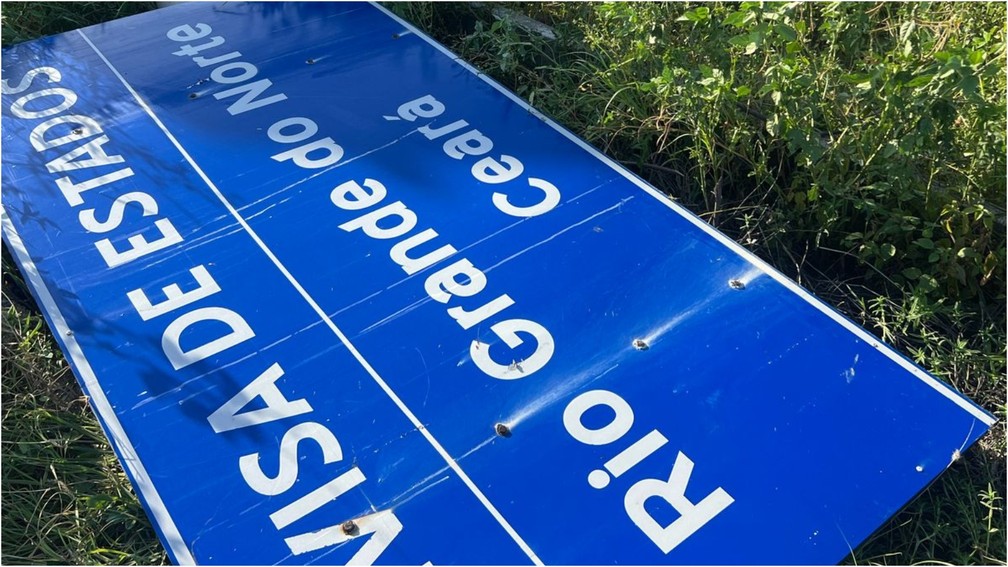 VISA DE ESTADOS
Rio Grande do Norte
Ceará